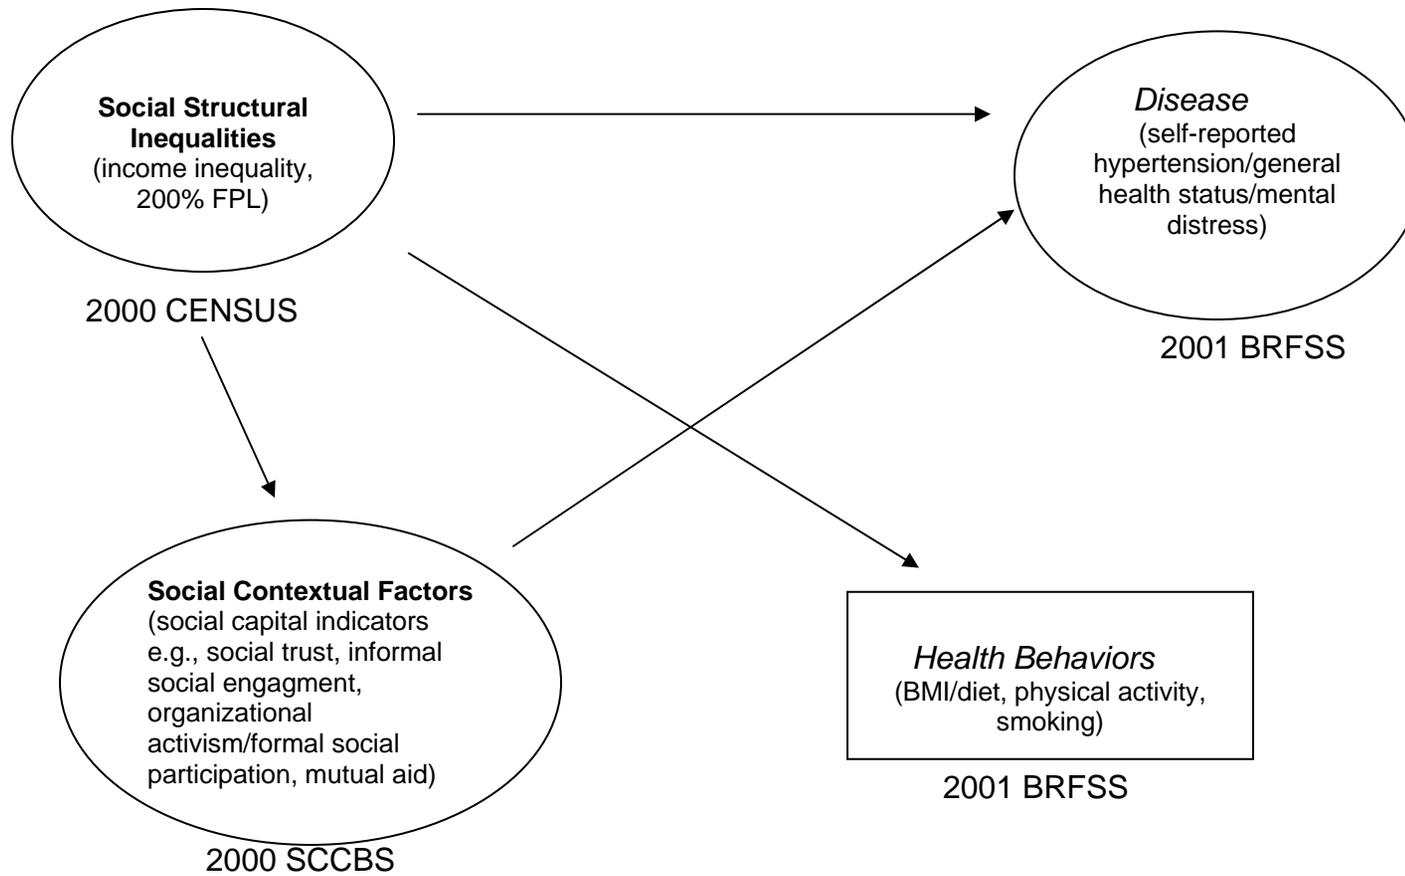 Social Structural
Inequalities
(income inequality,
200% FPL)
2000 CENSUS
Disease
(self-reported
hypertension/general
health status/mental
distress)
2001 BRFSS
Social Contextual Factors
(social capital indicators
e.g., social trust, informal
social engagment,
organizational
activism/formal social
participation, mutual aid)
2000 SCCBS
Health Behaviors
(BMI/diet, physical activity,
smoking)
2001 BRFSS